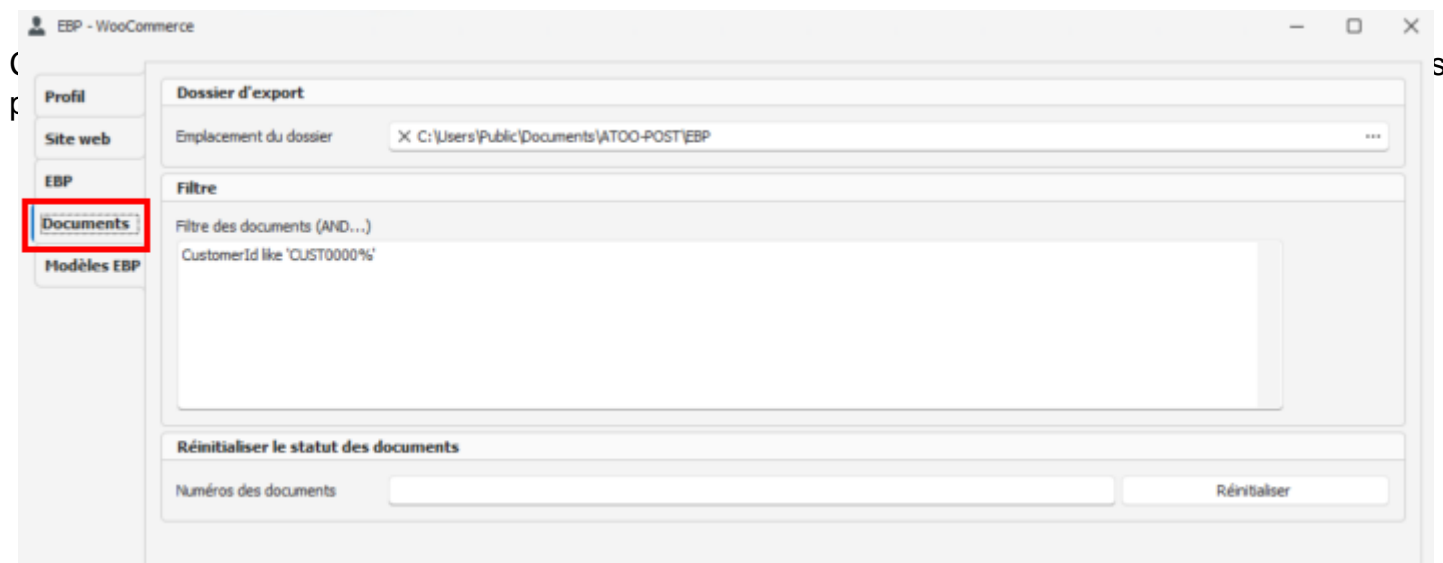 EBP - WooCommerce
Profil
Site web
EBP
Documents
Modèles EBP
Dossier d'export
Emplacement du dossier
C:\Users\Public\Documents\ATOO-POST\EBP
Filtre
Filtre des documents (AND...)
CustomerId like 'CUST0000%'
Réinitialiser le statut des documents
Numéros des documents
Réinitialiser